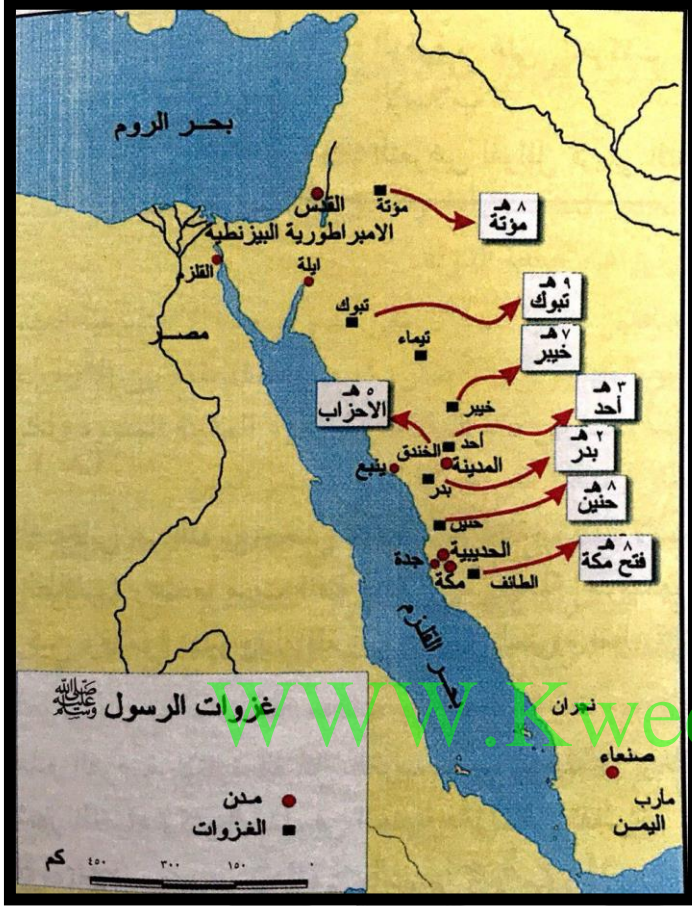 بحر الروم
القدس
مؤتة
٨ هـ
مؤتة
الامبراطورية البيزنطية
القلزم
ايلة
٩ هـ
تبوك
تبوك
مصر
تيماء
٧ هـ
خيبر
خيبر
٥ هـ
الأحزاب
٣ هـ
أحد
أحد
الخندق
المدينة
ينبع
٢ هـ
بدر
بدر
٨ هـ
حنين
حنين
الحديبية
جدة
مكة
الطائف
٨ هـ
فتح مكة
بحر القلزم
نجران
صنعاء
مأرب
اليمن
غزوات الرسول ﷺ
مدن
الغزوات
٠ ١٥٠ ٣٠٠ ٤٥٠ كم
WWW.Kwe